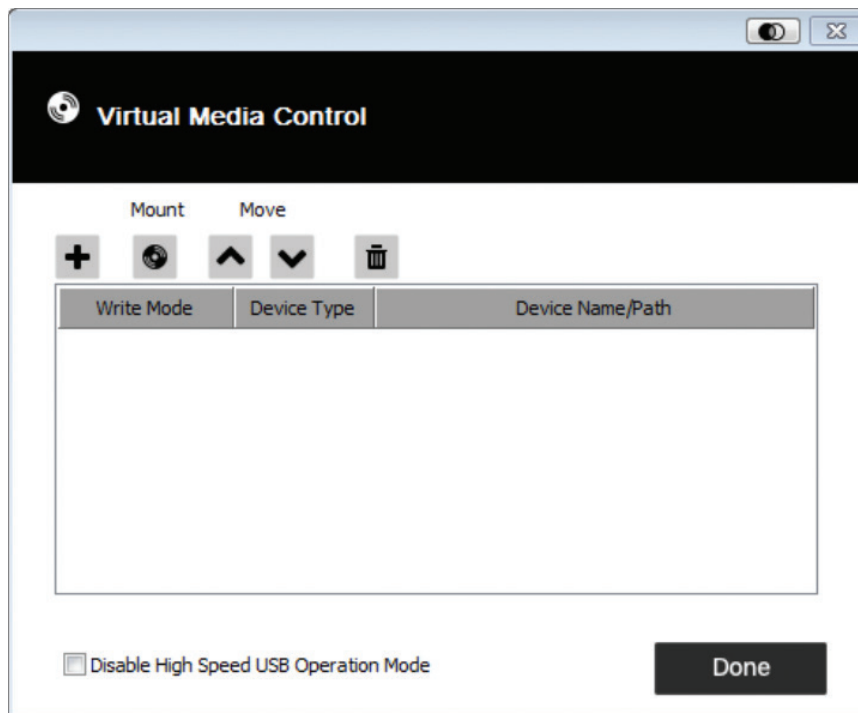 Virtual Media Control
Mount Move
Write Mode Device Type Device Name/Path
Disable High Speed USB Operation Mode Done